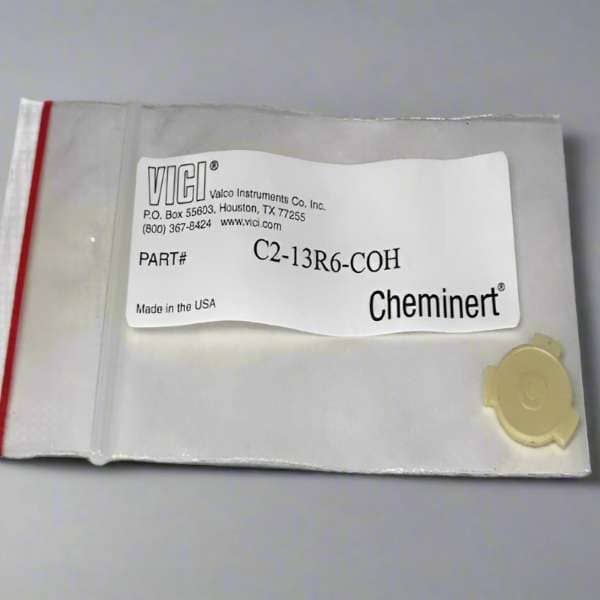 VICI® Valco Instruments Co. Inc.
P.O. Box 55603, Houston, TX 77255
(800) 367-8424 www.vici.com
PART# C2-13R6-COH
Made in the USA
Cheminert®